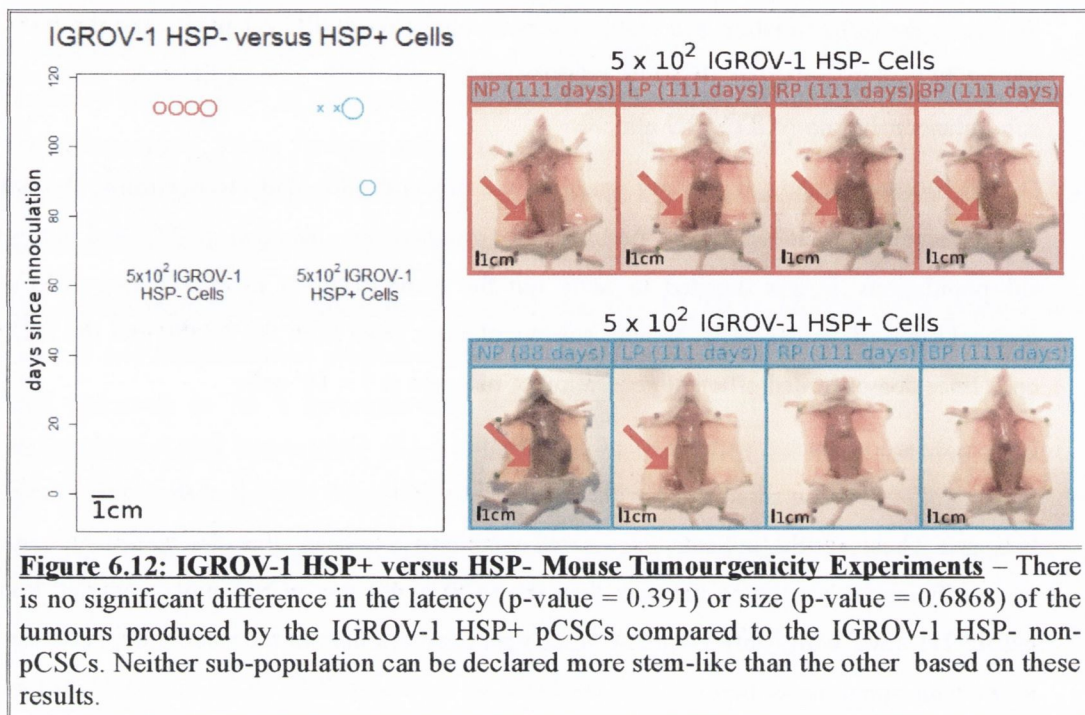 IGROV-1 HSP- versus HSP+ Cells
120
100
80
60
40
20
0
days since innoculation
5x10² IGROV-1
HSP- Cells
5x10² IGROV-1
HSP+ Cells
1cm
5 x 10² IGROV-1 HSP- Cells
NP (111 days) LP (111 days) RP (111 days) BP (111 days)
1cm 1cm 1cm 1cm
5 x 10² IGROV-1 HSP+ Cells
NP (88 days) LP (111 days) RP (111 days) BP (111 days)
1cm 1cm 1cm 1cm
Figure 6.12: IGROV-1 HSP+ versus HSP- Mouse Tumourgenicity Experiments – There
is no significant difference in the latency (p-value = 0.391) or size (p-value = 0.6868) of the
tumours produced by the IGROV-1 HSP+ pCSCs compared to the IGROV-1 HSP- non-
pCSCs. Neither sub-population can be declared more stem-like than the other based on these
results.